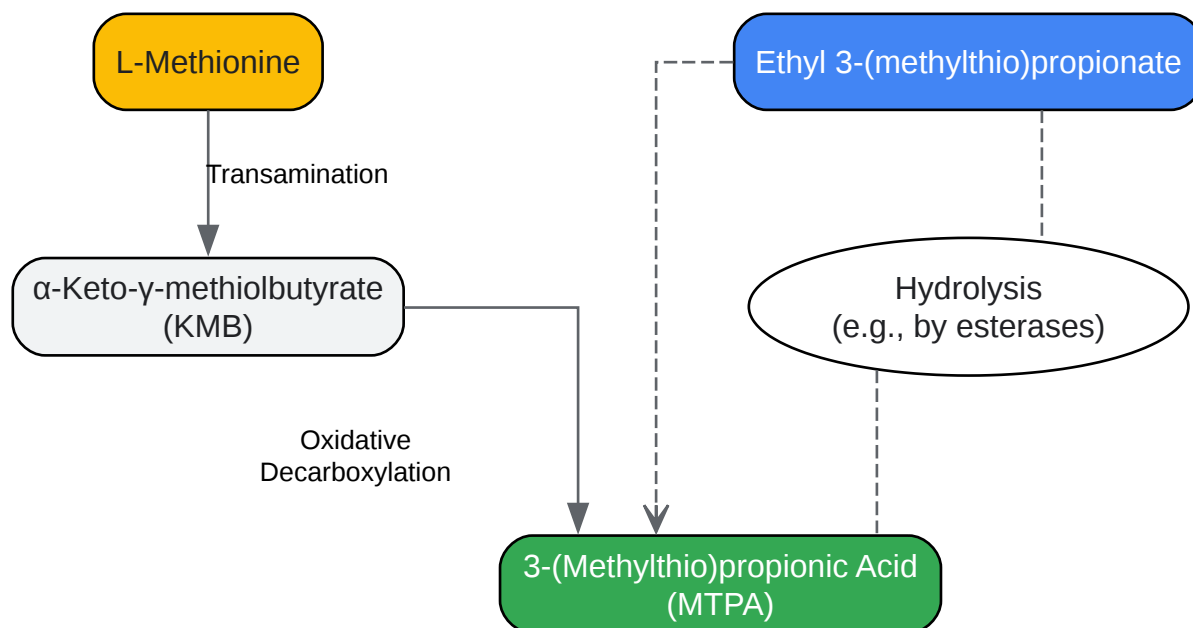 L-Methionine
Ethyl 3-(methylthio)propionate
Transamination
α-Keto-γ-methiolbutyrate
(KMB)
Hydrolysis
(e.g., by esterases)
Oxidative
Decarboxylation
3-(Methylthio)propionic Acid
(MTPA)